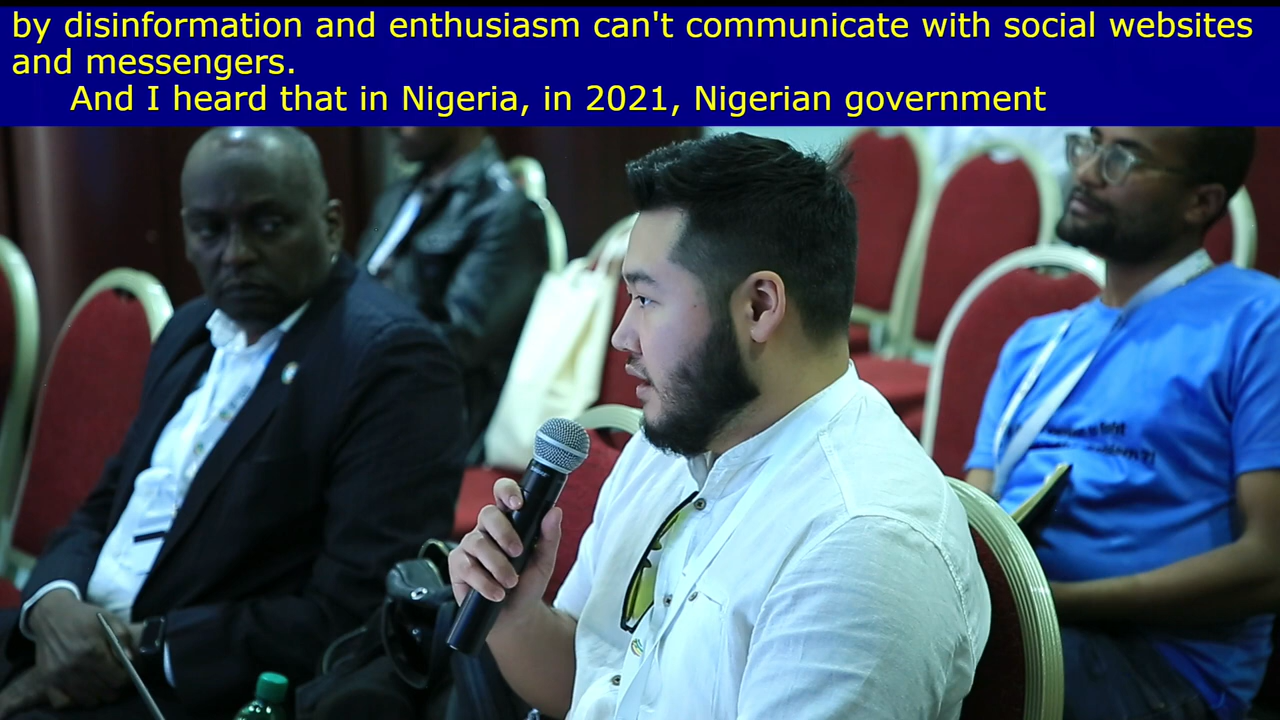 by disinformation and enthusiasm can't communicate with social websites
and messengers.
And I heard that in Nigeria, in 2021, Nigerian government